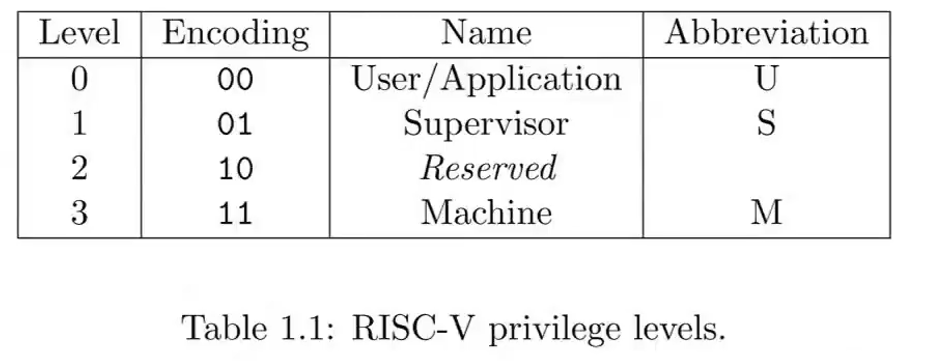 Level Encoding Name Abbreviation
0 00 User/Application U
1 01 Supervisor S
2 10 Reserved
3 11 Machine M
Table 1.1: RISC-V privilege levels.